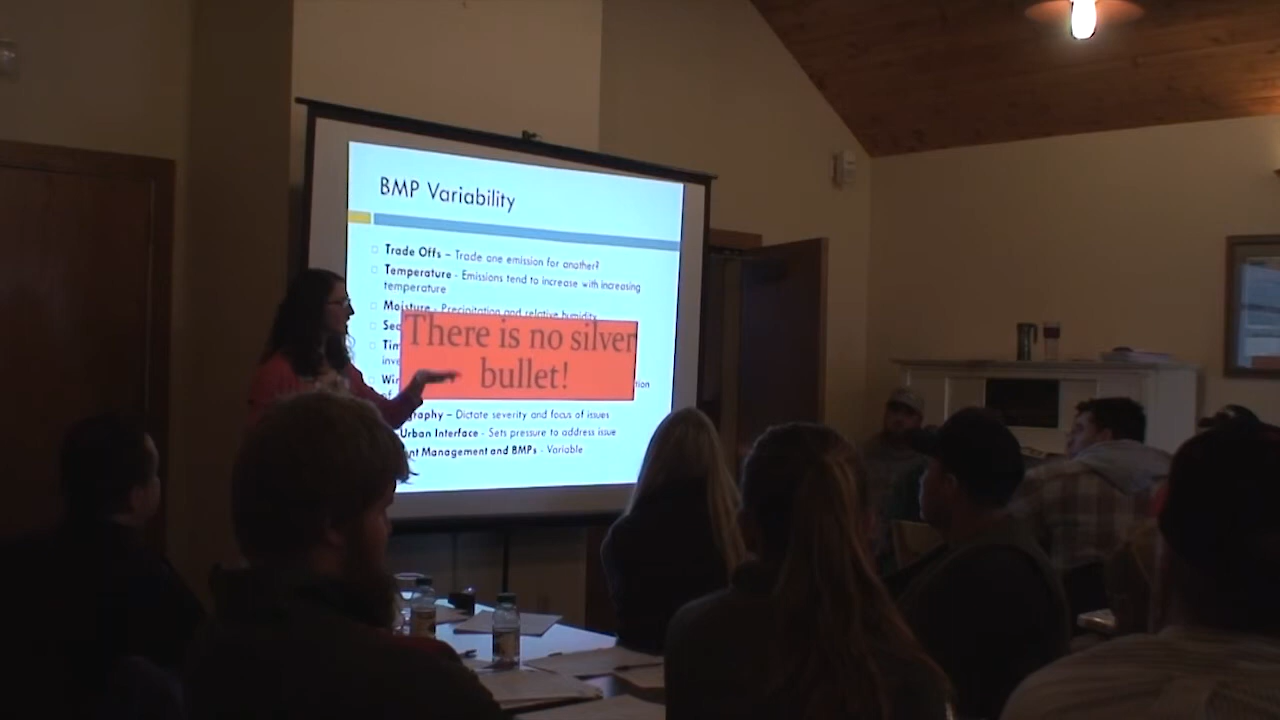 BMP Variability
Trade Offs – Trade one emission for another?
Temperature - Emissions tend to increase with increasing
temperature
Moisture - Precipitation and relative humidity
There is no silver
bullet!
Urban Interface - Sets pressure to address issue
Dictate severity and focus of issues
Management and BMPs - Variable